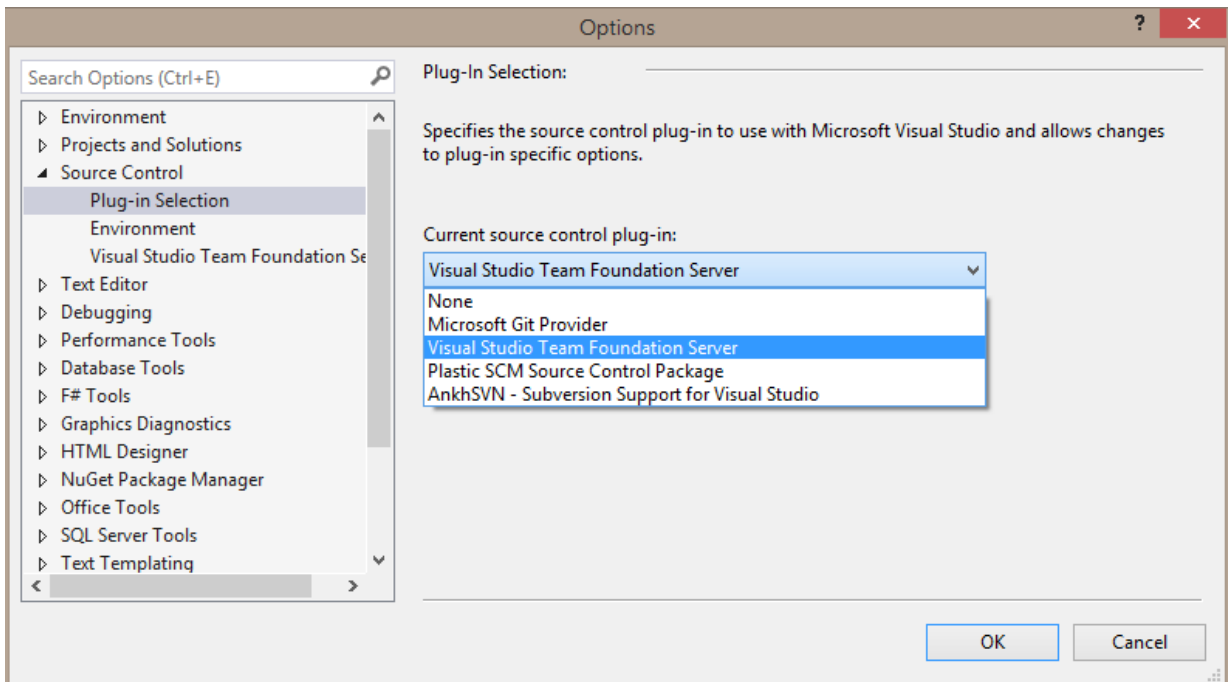 Options
?
Search Options (Ctrl+E)
Environment
Projects and Solutions
Source Control
Plug-in Selection
Environment
Visual Studio Team Foundation Se
Text Editor
Debugging
Performance Tools
Database Tools
F# Tools
Graphics Diagnostics
HTML Designer
NuGet Package Manager
Office Tools
SQL Server Tools
Text Templating
Plug-In Selection:
Specifies the source control plug-in to use with Microsoft Visual Studio and allows changes
to plug-in specific options.
Current source control plug-in:
Visual Studio Team Foundation Server
None
Microsoft Git Provider
Visual Studio Team Foundation Server
Plastic SCM Source Control Package
AnkhSVN - Subversion Support for Visual Studio
OK
Cancel